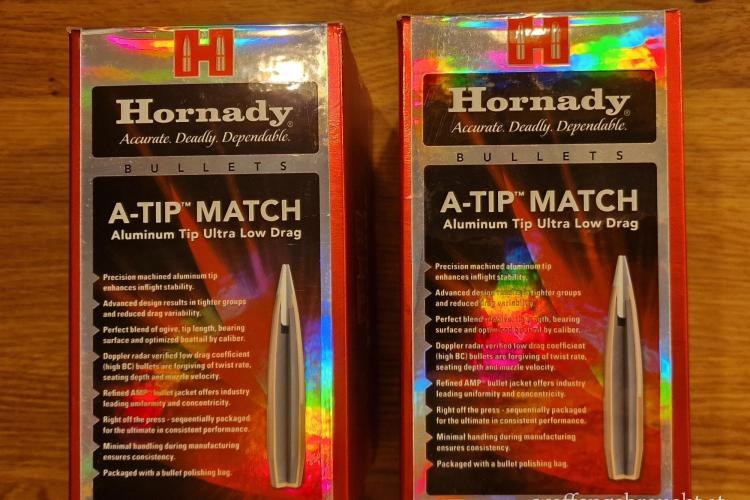 H
Hornady®
Accurate. Deadly. Dependable.
BULLETS
A-TIP™ MATCH
Aluminum Tip Ultra Low Drag
Precision machined aluminum tip
enhances inflight stability.
Advanced design results in tighter groups
and reduced drag variability.
Perfect blend of ogive, tip length, bearing
surface and optimized boattail by caliber.
Doppler radar verified low drag coefficient
(high BC) bullets are forgiving of twist rate,
seating depth and muzzle velocity.
Refined AMP® bullet jacket offers industry
leading uniformity and concentricity.
Right off the press - sequentially packaged
for the ultimate in consistent performance.
Minimal handling during manufacturing
ensures consistency.
Packaged with a bullet polishing bag.
H
Hornady®
Accurate. Deadly. Dependable.
BULLETS
A-TIP™ MATCH
Aluminum Tip Ultra Low Drag
Precision machined aluminum tip
enhances inflight stability.
Advanced design results in tighter groups
and reduced drag variability.
Perfect blend of ogive, tip length, bearing
surface and optimized boattail by caliber.
Doppler radar verified low drag coefficient
(high BC) bullets are forgiving of twist rate,
seating depth and muzzle velocity.
Refined AMP® bullet jacket offers industry
leading uniformity and concentricity.
Right off the press - sequentially packaged
for the ultimate in consistent performance.
Minimal handling during manufacturing
ensures consistency.
Packaged with a bullet polishing bag.